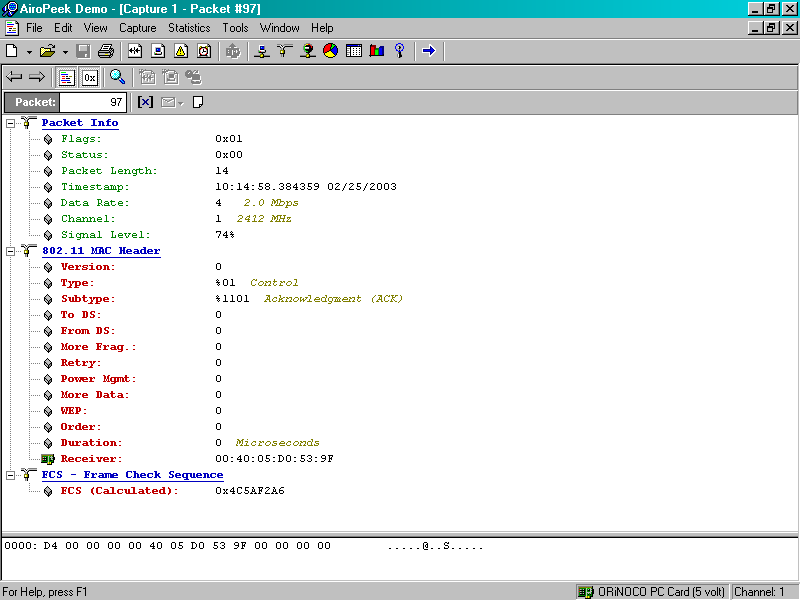 AiroPeek Demo - [Capture 1 - Packet #97]
File Edit View Capture Statistics Tools Window Help
0x
Packet: 97 [x]
Packet Info
Flags: 0x01
Status: 0x00
Packet Length: 14
Timestamp: 10:14:58.384359 02/25/2003
Data Rate: 4 2.0 Mbps
Channel: 1 2412 MHz
Signal Level: 74%
802.11 MAC Header
Version: 0
Type: %01 Control
Subtype: %1101 Acknowledgment (ACK)
To DS: 0
From DS: 0
More Frag.: 0
Retry: 0
Power Mgmt: 0
More Data: 0
WEP: 0
Order: 0
Duration: 0 Microseconds
Receiver: 00:40:05:D0:53:9F
FCS - Frame Check Sequence
FCS (Calculated): 0x4C5AF2A6
0000: D4 00 00 00 00 40 05 D0 53 9F 00 00 00 00 .....@..S.....
For Help, press F1 ORiNOCO PC Card (5 volt) Channel: 1